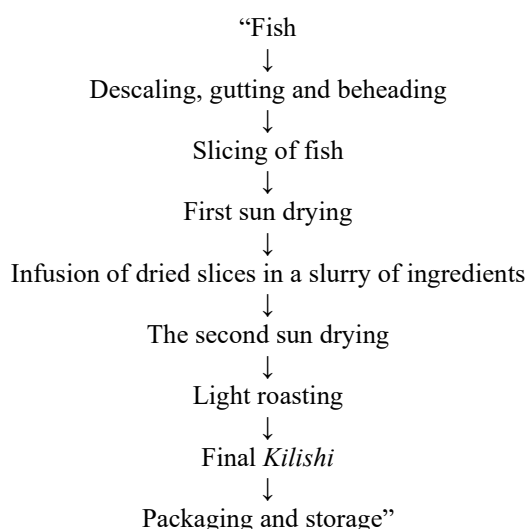 “Fish
↓
Descaling, gutting and beheading
↓
Slicing of fish
↓
First sun drying
↓
Infusion of dried slices in a slurry of ingredients
↓
The second sun drying
↓
Light roasting
↓
Final Kilishi
↓
Packaging and storage”